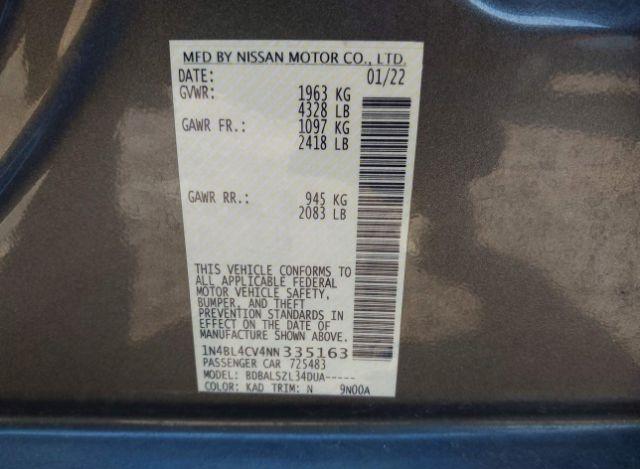 MFD BY NISSAN MOTOR CO., LTD.
DATE: 01/22
GVWR: 1963 KG
4328 LB
GAWR FR.: 1097 KG
2418 LB
GAWR RR.: 945 KG
2083 LB
THIS VEHICLE CONFORMS TO
ALL APPLICABLE FEDERAL
MOTOR VEHICLE SAFETY,
BUMPER, AND THEFT
PREVENTION STANDARDS IN
EFFECT ON THE DATE OF
MANUFACTURE SHOWN ABOVE.
1N4BL4CV4NN335163
PASSENGER CAR 725483
MODEL: BDBALSZL34DUA-----
COLOR: KAD TRIM: N 9N00A